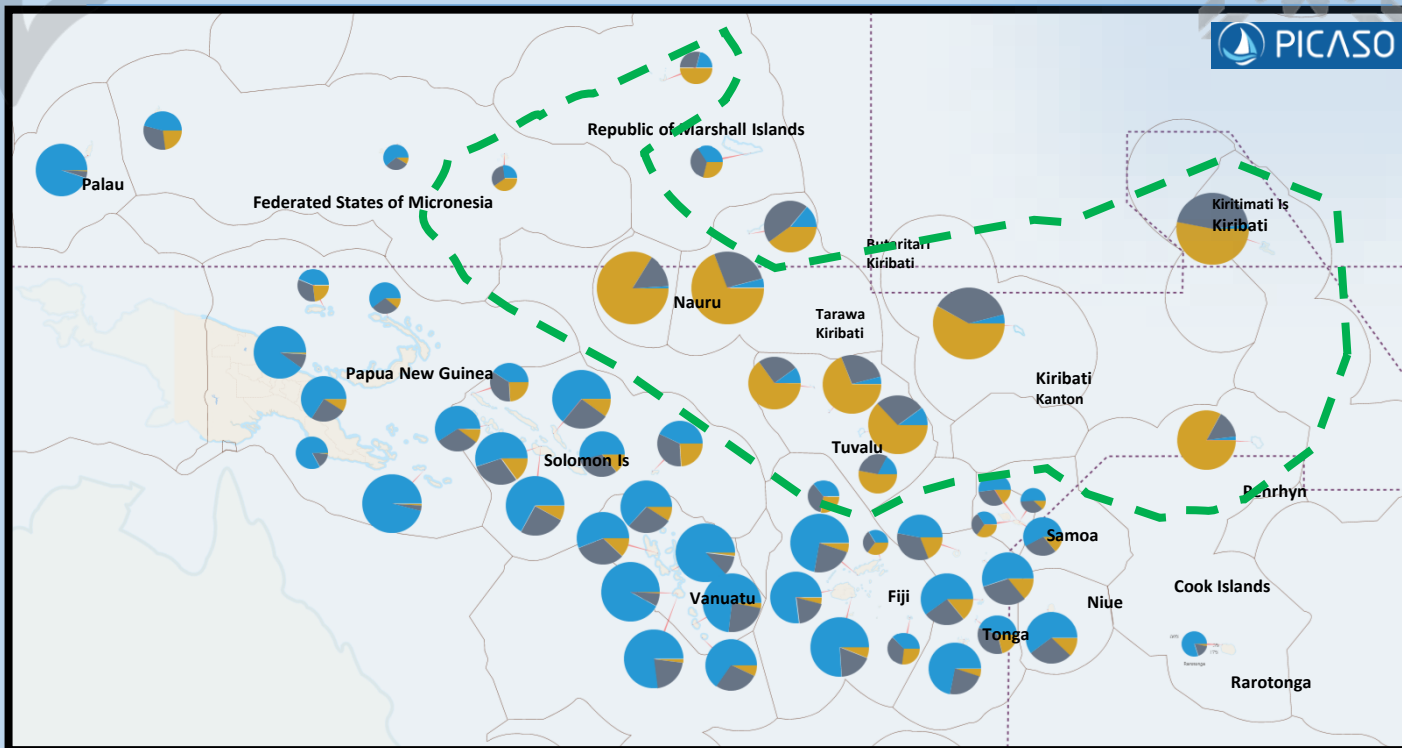 PICASO
Republic of Marshall Islands
Palau
Federated States of Micronesia
Kiritimati Is
Kiribati
Butaritari
Kiribati
Nauru
Tarawa
Kiribati
Papua New Guinea
Kiribati
Kanton
Tuvalu
Solomon Is
Penrhyn
Samoa
Vanuatu
Fiji
Niue
Cook Islands
Tonga
Rarotonga